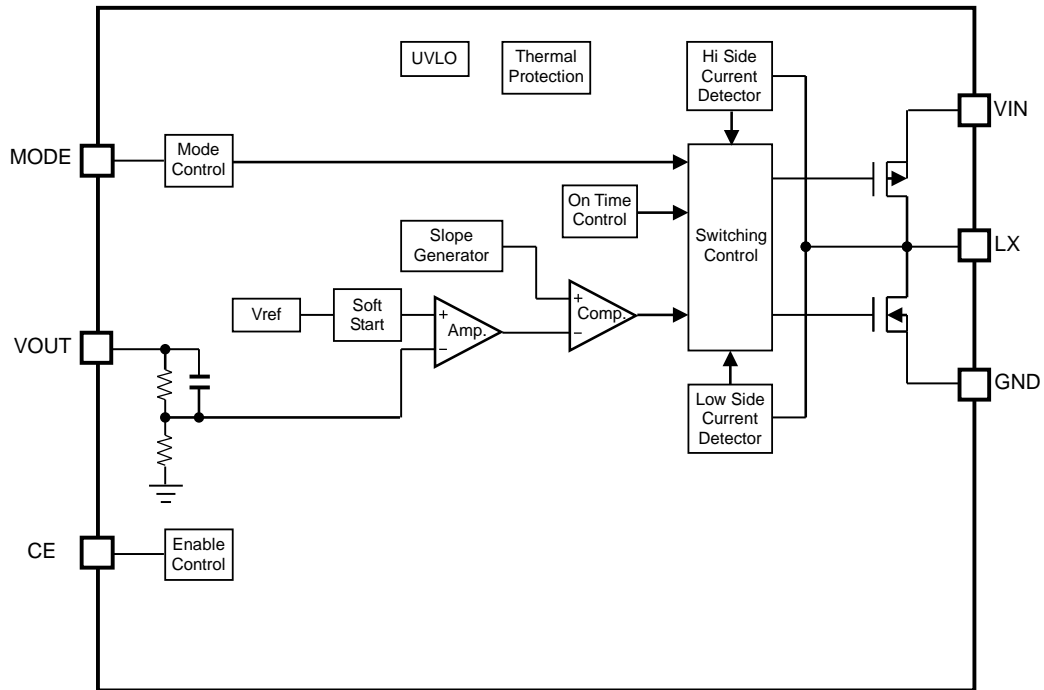 UVLO
Thermal
Protection
Hi Side
Current
Detector
VIN
MODE
Mode
Control
On Time
Control
Switching
Control
LX
Slope
Generator
+
−
Comp.
Vref
Soft
Start
+
−
Amp.
VOUT
GND
Low Side
Current
Detector
CE
Enable
Control